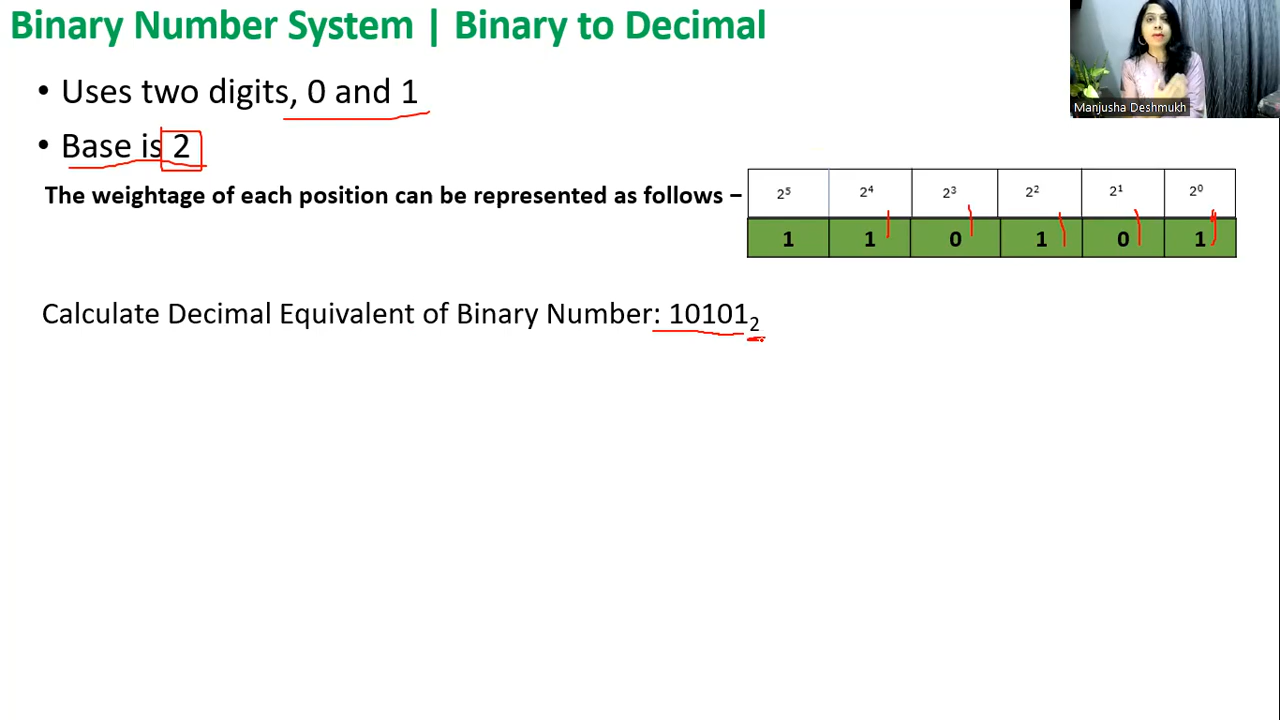 Binary Number System | Binary to Decimal
Manjusha Deshmukh
• Uses two digits, 0 and 1
• Base is 2
The weightage of each position can be represented as follows –
2⁵ 2⁴ 2³ 2² 2¹ 2⁰
1 1 0 1 0 1
Calculate Decimal Equivalent of Binary Number: 10101₂